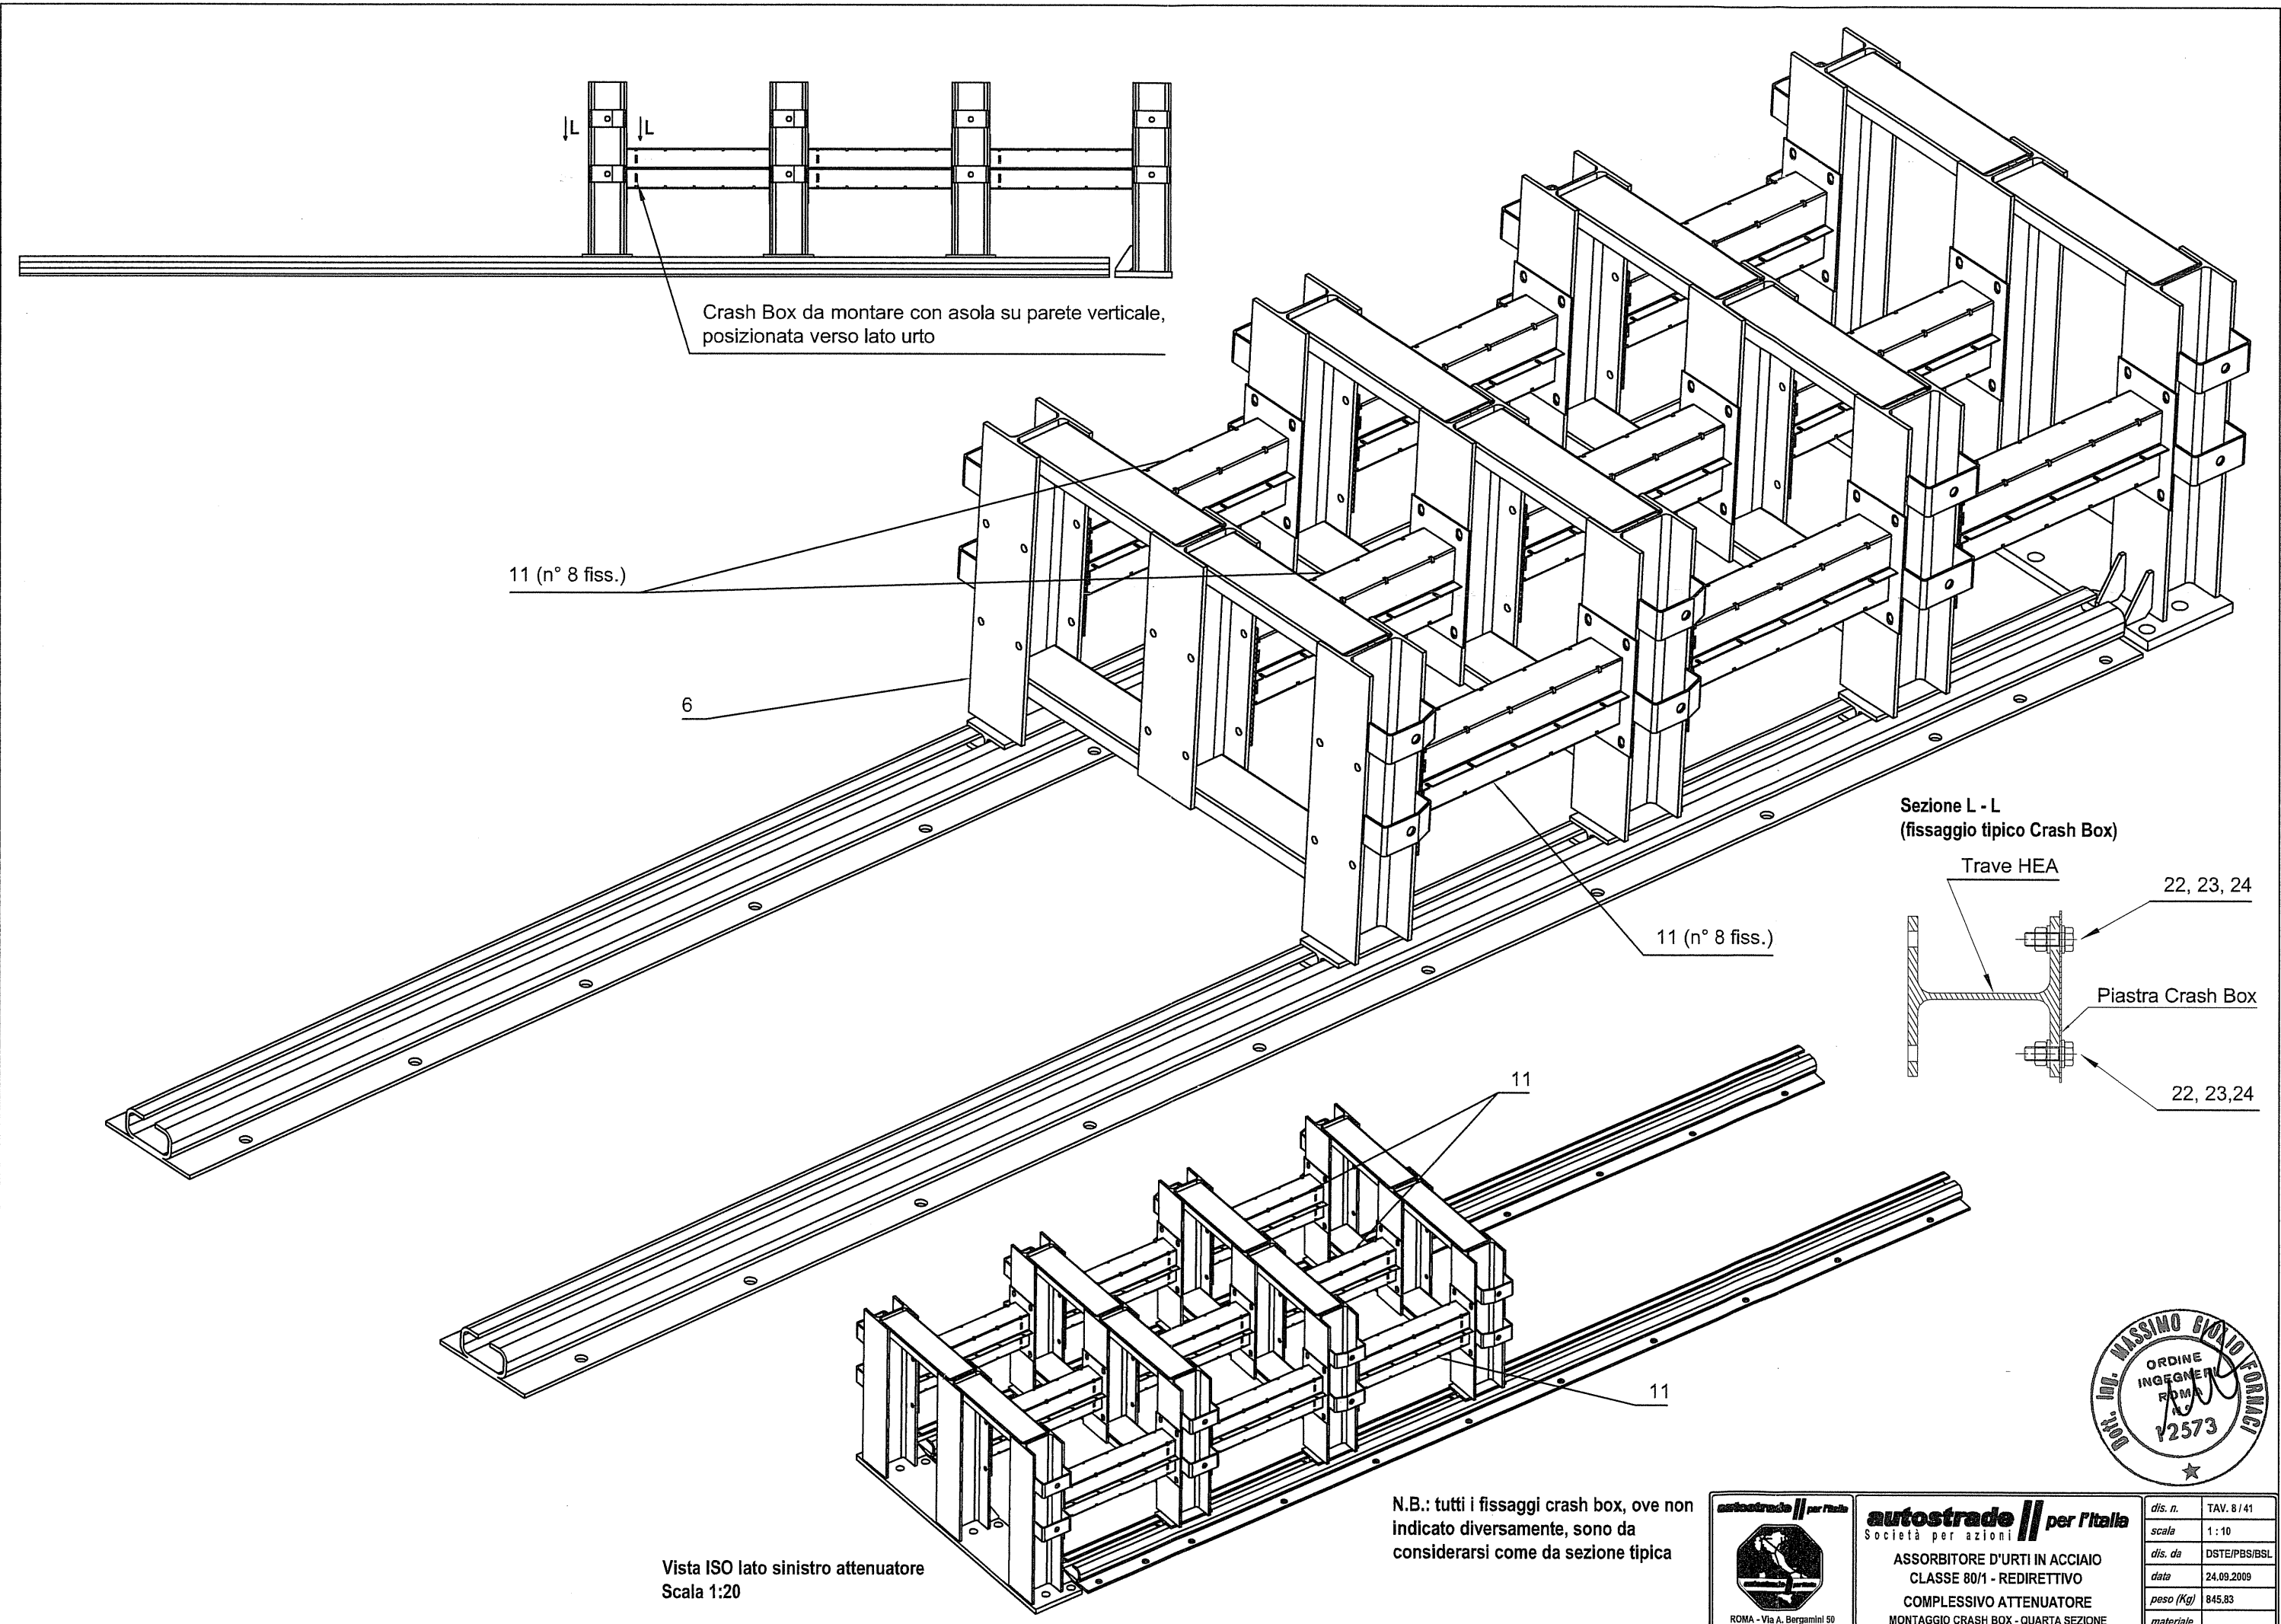 L
L
Crash Box da montare con asola su parete verticale,
posizionata verso lato urto
11 (n° 8 fiss.)
6
11 (n° 8 fiss.)
Sezione L - L
(fissaggio tipico Crash Box)
Trave HEA
22, 23, 24
Piastra Crash Box
22, 23,24
11
11
Vista ISO lato sinistro attenuatore
Scala 1:20
N.B.: tutti i fissaggi crash box, ove non
indicato diversamente, sono da
considerarsi come da sezione tipica
Dott. Ing. MASSIMO GIULIO FORNACI
ORDINE
INGEGNERI
ROMA
12573
autostrade per l'Italia
ROMA - Via A. Bergamini 50
autostrade per l'Italia
Società per azioni
ASSORBITORE D'URTI IN ACCIAIO
CLASSE 80/1 - REDIRETTIVO
COMPLESSIVO ATTENUATORE
MONTAGGIO CRASH BOX - QUARTA SEZIONE
dis. n. TAV. 8 / 41
scala 1 : 10
dis. da DSTE/PBS/BSL
data 24.09.2009
peso (Kg) 845.83
materiale